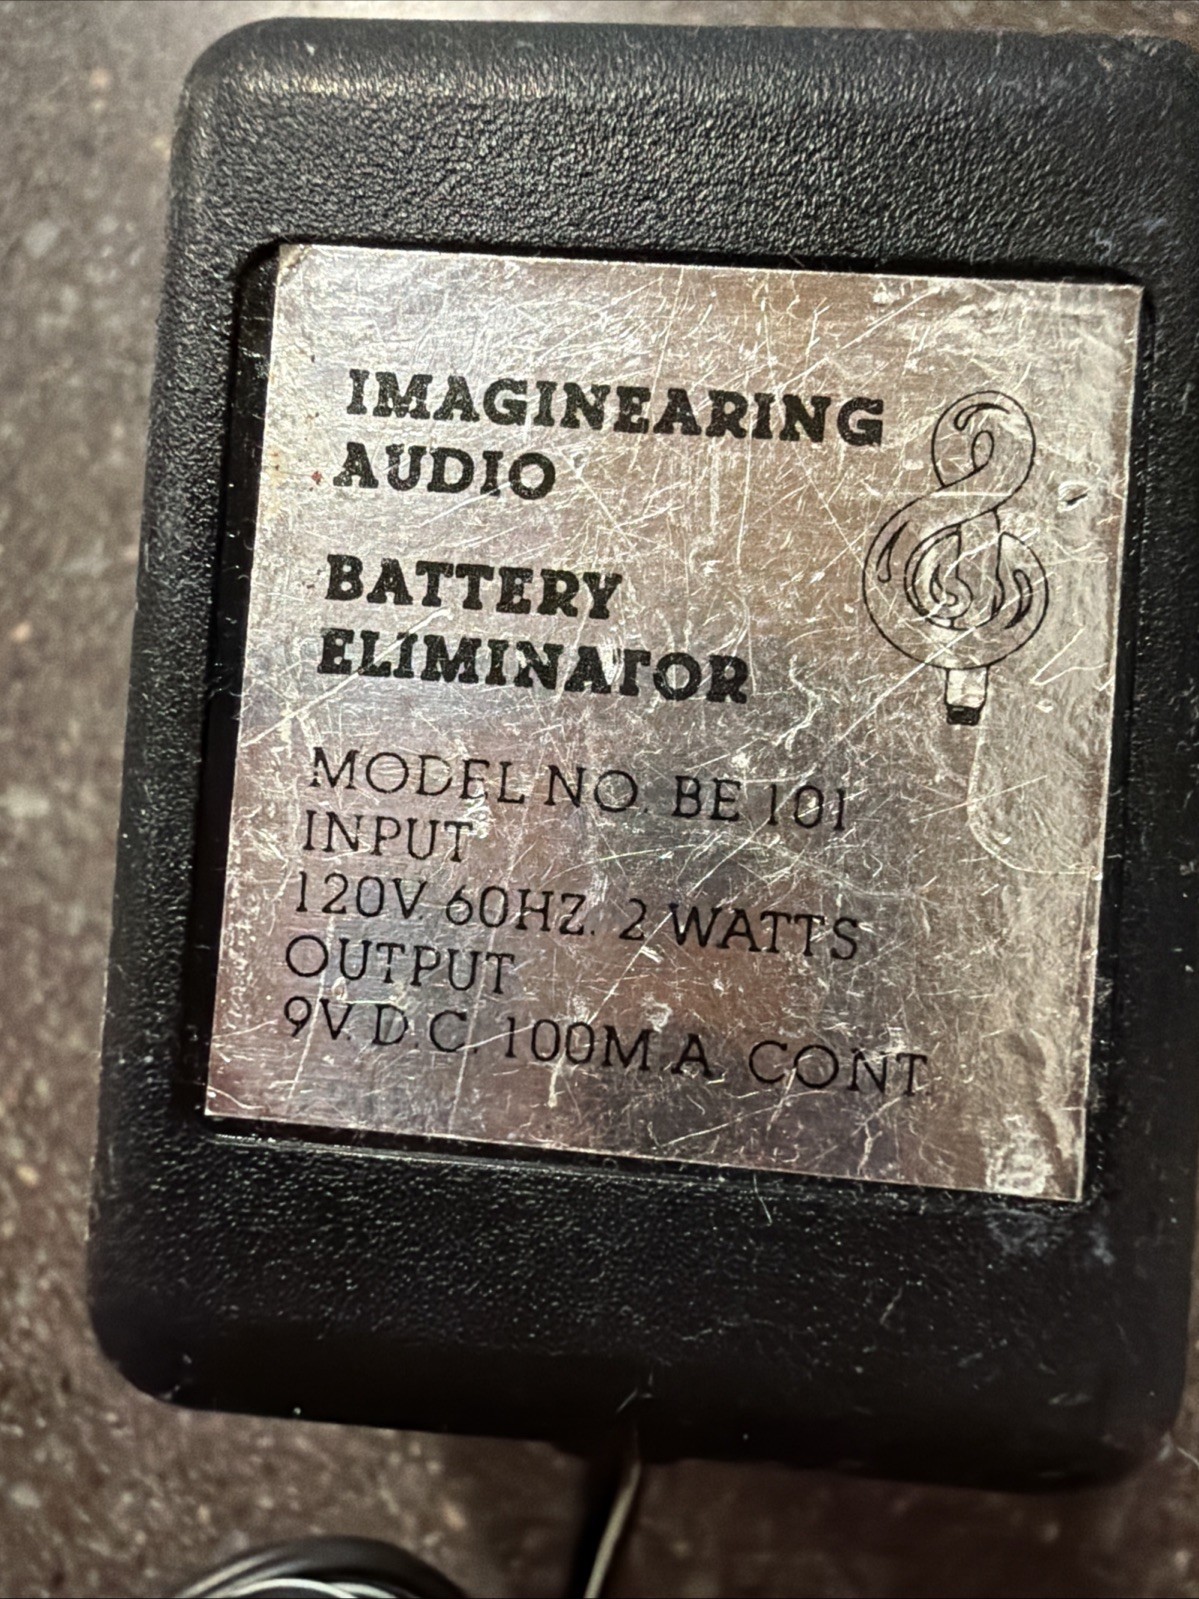 IMAGINEARING
AUDIO
BATTERY
ELIMINATOR
MODEL NO. BE 101
INPUT
120V. 60HZ. 2 WATTS
OUTPUT
9V. D.C. 100M.A. CONT.